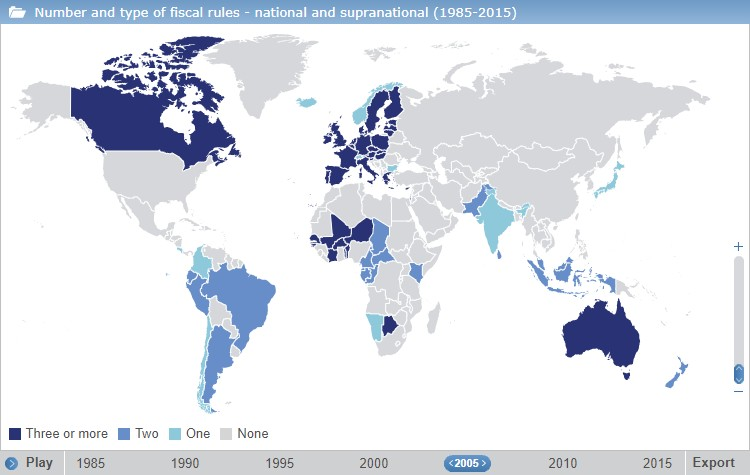 Number and type of fiscal rules - national and supranational (1985-2015)
+
−
Three or more Two One None
Play 1985 1990 1995 2000 <2005> 2010 2015 Export